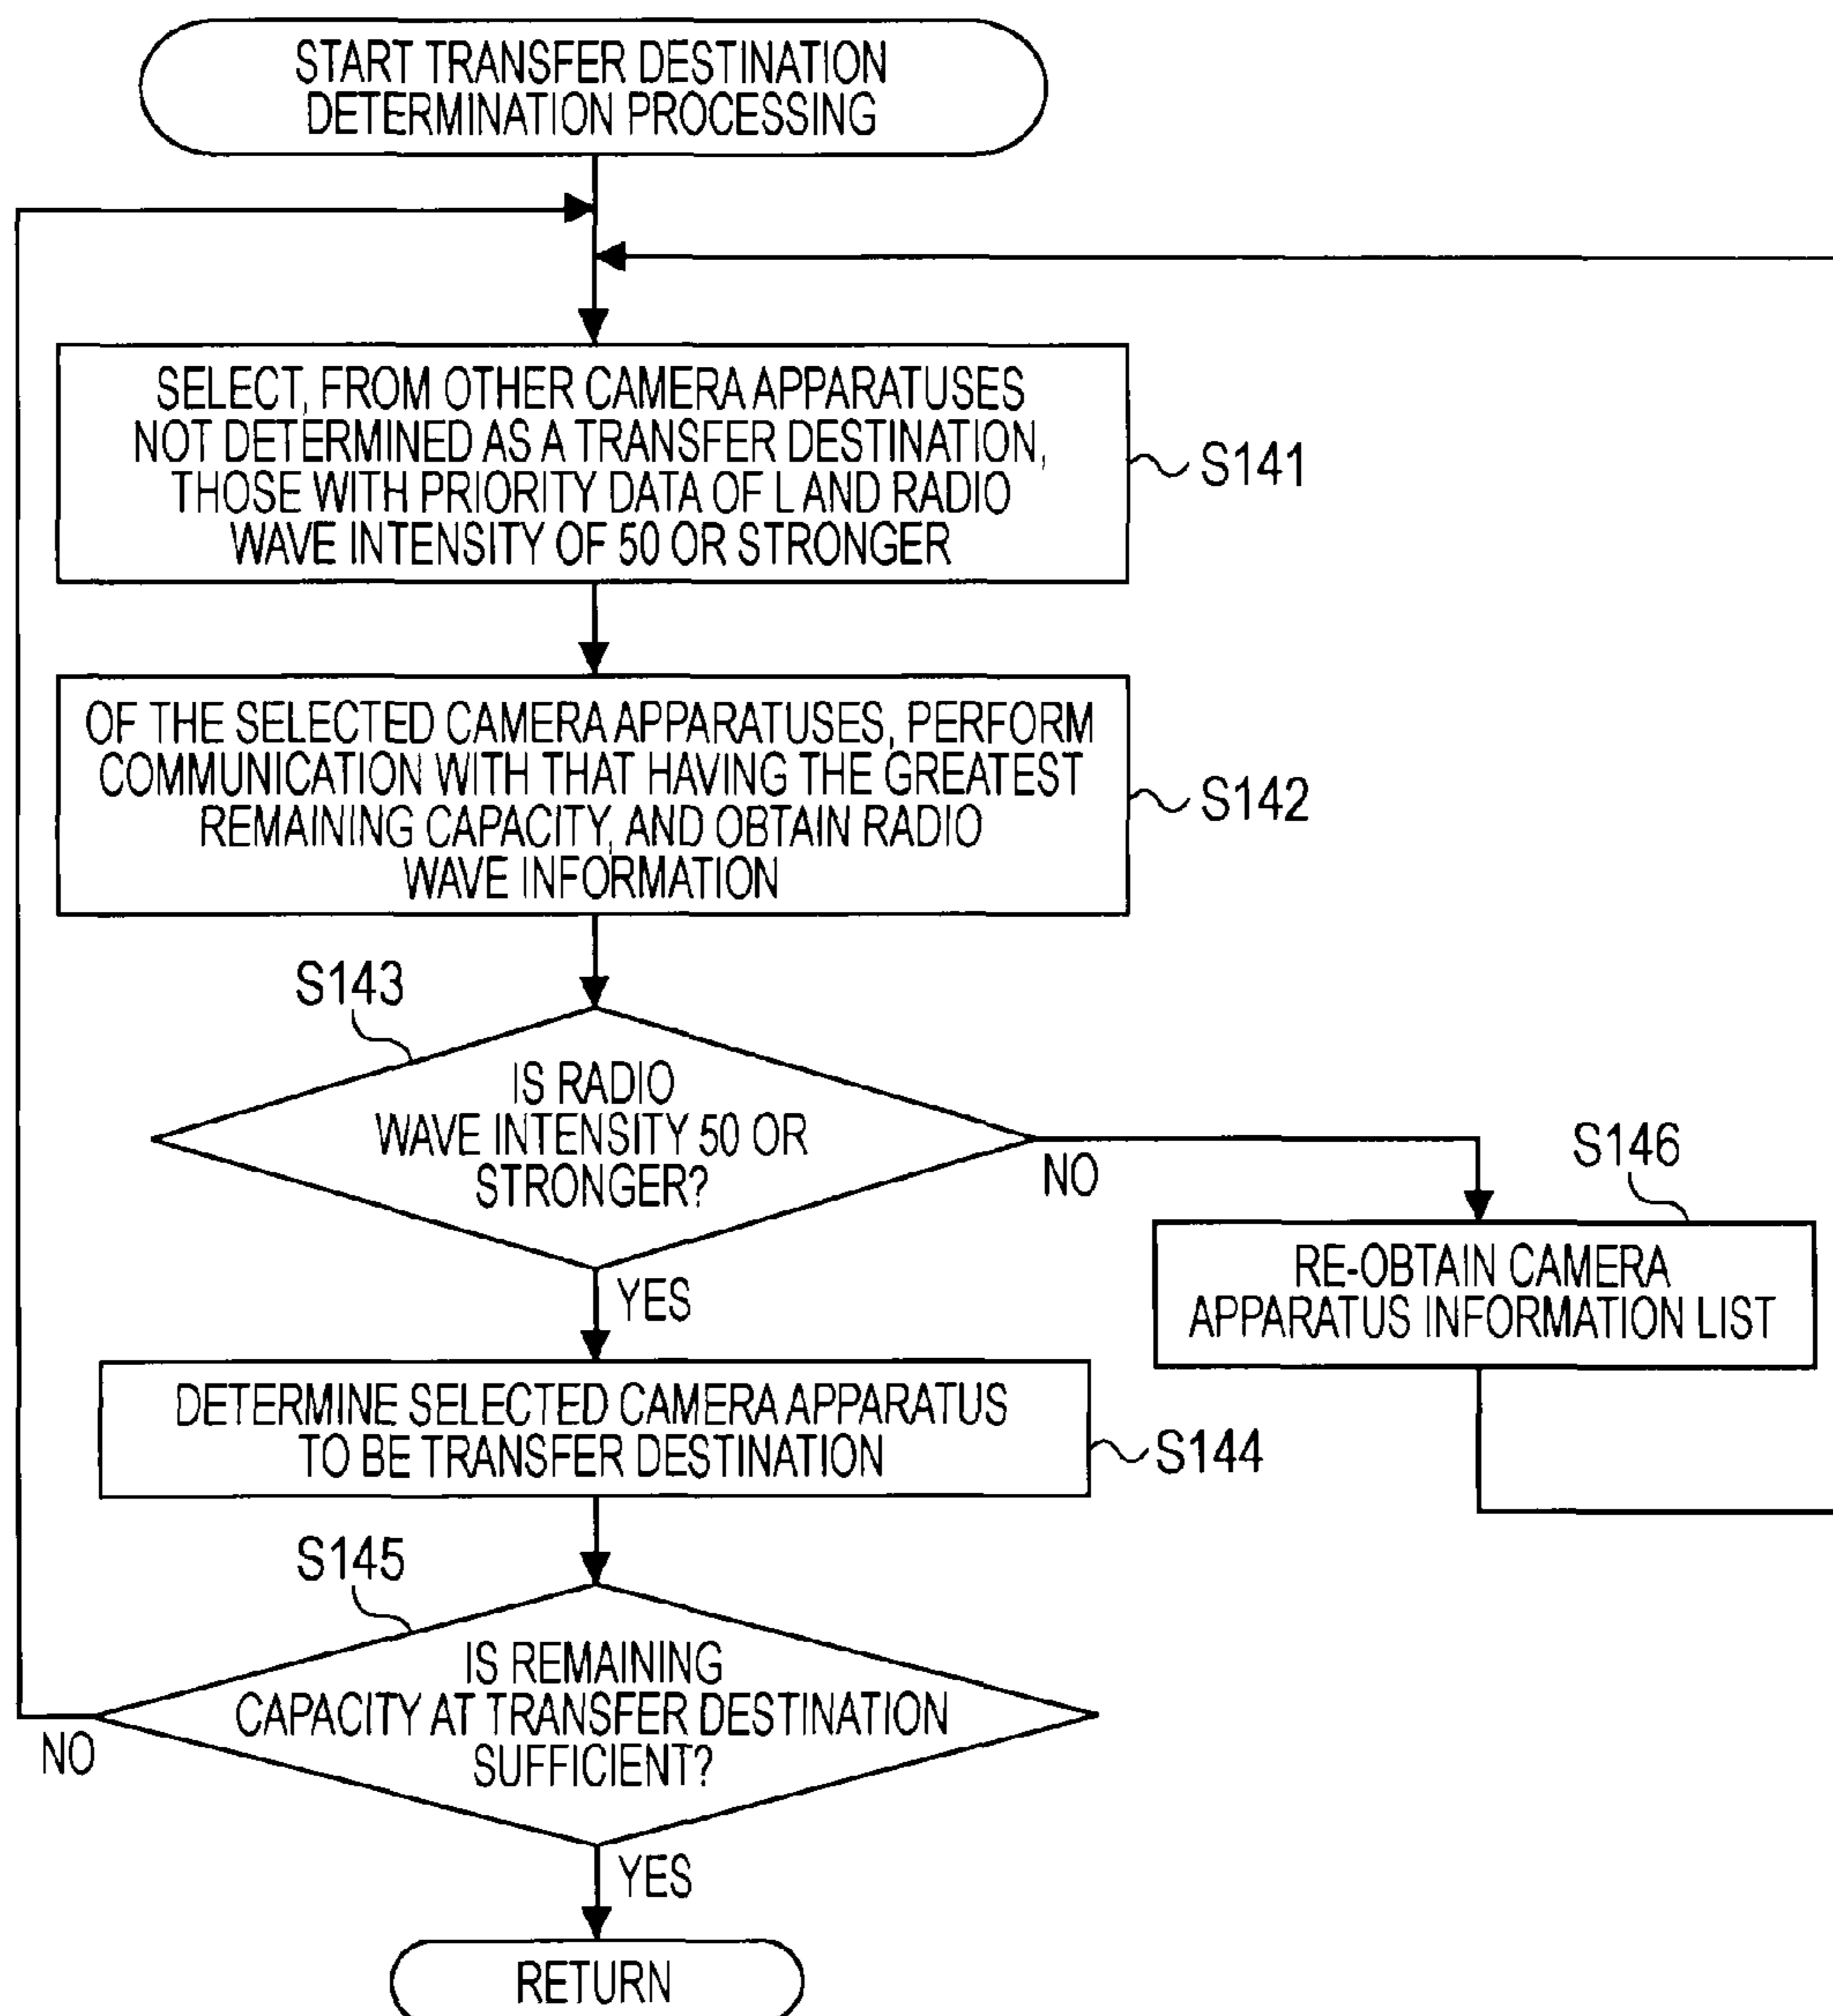 START TRANSFER DESTINATION
DETERMINATION PROCESSING
SELECT, FROM OTHER CAMERA APPARATUSES
NOT DETERMINED AS A TRANSFER DESTINATION,
THOSE WITH PRIORITY DATA OF L AND RADIO
WAVE INTENSITY OF 50 OR STRONGER
S141
OF THE SELECTED CAMERA APPARATUSES, PERFORM
COMMUNICATION WITH THAT HAVING THE GREATEST
REMAINING CAPACITY, AND OBTAIN RADIO
WAVE INFORMATION
S142
S143
IS RADIO
WAVE INTENSITY 50 OR
STRONGER?
NO
YES
S146
RE-OBTAIN CAMERA
APPARATUS INFORMATION LIST
DETERMINE SELECTED CAMERA APPARATUS
TO BE TRANSFER DESTINATION
S144
S145
IS REMAINING
CAPACITY AT TRANSFER DESTINATION
SUFFICIENT?
NO
YES
RETURN